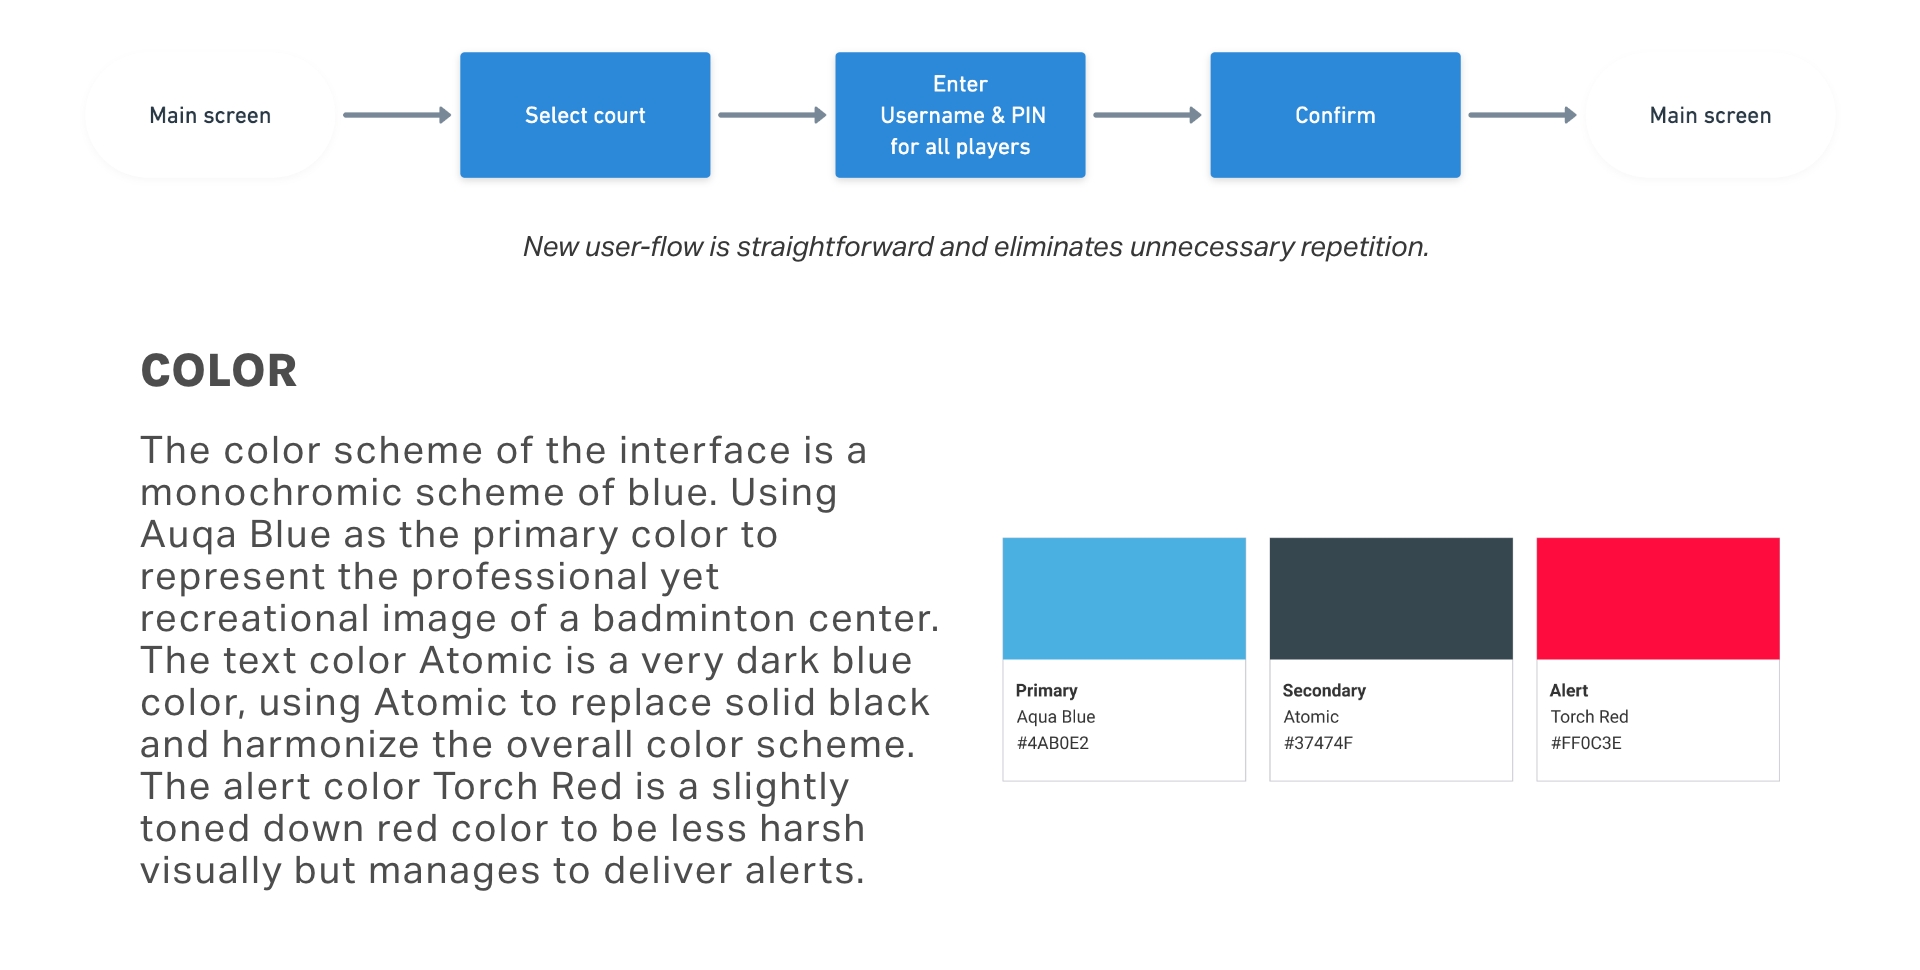 Main screen
Select court
Enter
Username & PIN
for all players
Confirm
Main screen
New user-flow is straightforward and eliminates unnecessary repetition.
COLOR
The color scheme of the interface is a
monochromic scheme of blue. Using
Auqa Blue as the primary color to
represent the professional yet
recreational image of a badminton center.
The text color Atomic is a very dark blue
color, using Atomic to replace solid black
and harmonize the overall color scheme.
The alert color Torch Red is a slightly
toned down red color to be less harsh
visually but manages to deliver alerts.
Primary
Aqua Blue
#4AB0E2
Secondary
Atomic
#37474F
Alert
Torch Red
#FF0C3E